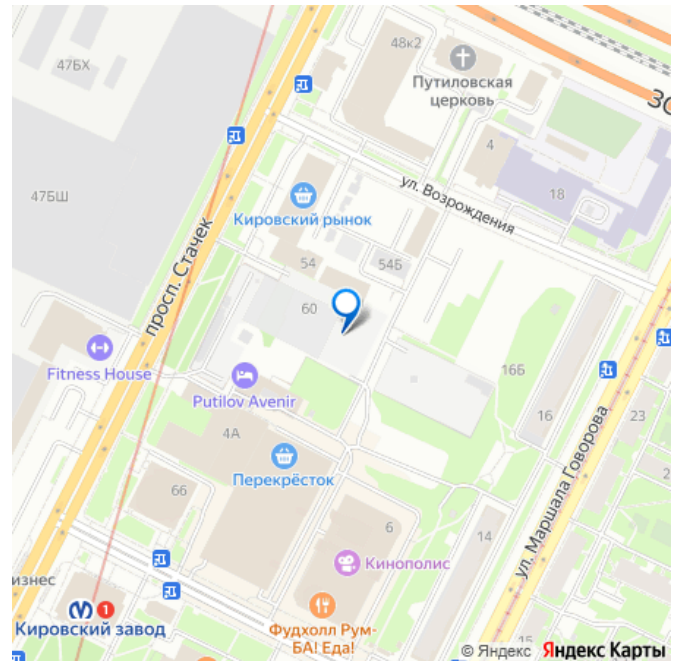 47БХ
48к2
Путиловская
церковь
4
18
ул. Возрождения
47БШ
Кировский рынок
просп. Стачек
54
54Б
60
Fitness House
Putilov Avenir
16Б
16
23
4А
Перекрёсток
66
6
14
ул. Маршала Говорова
Кинополис
1
Кировский завод
Фудхолл Рум-
БА! Еда!
15
© Яндекс Яндекс Карты